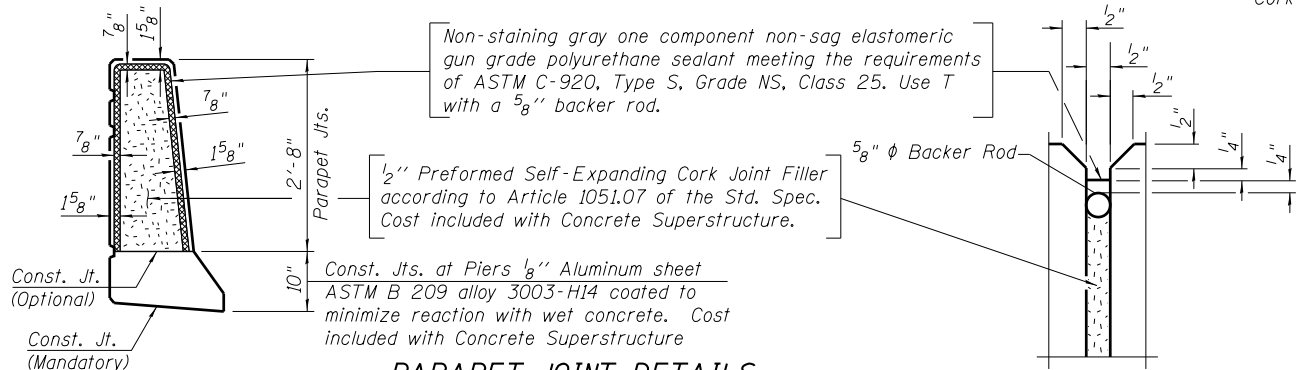 7/8"
1 5/8"
Non-staining gray one component non-sag elastomeric
gun grade polyurethane sealant meeting the requirements
of ASTM C-920, Type S, Grade NS, Class 25. Use T
with a 5/8'' backer rod.
7/8"
7/8"
1 5/8"
1 5/8"
2'-8"
Parapet Jts.
1/2'' Preformed Self-Expanding Cork Joint Filler
according to Article 1051.07 of the Std. Spec.
Cost included with Concrete Superstructure.
Const. Jt.
(Optional)
10"
Const. Jts. at Piers 1/8'' Aluminum sheet
ASTM B 209 alloy 3003-H14 coated to
minimize reaction with wet concrete. Cost
included with Concrete Superstructure
Const. Jt.
(Mandatory)
1/2"
1/2"
1/2"
1/2"
1/4"
1/4"
5/8" φ Backer Rod
PARAPET JOINT DETAILS